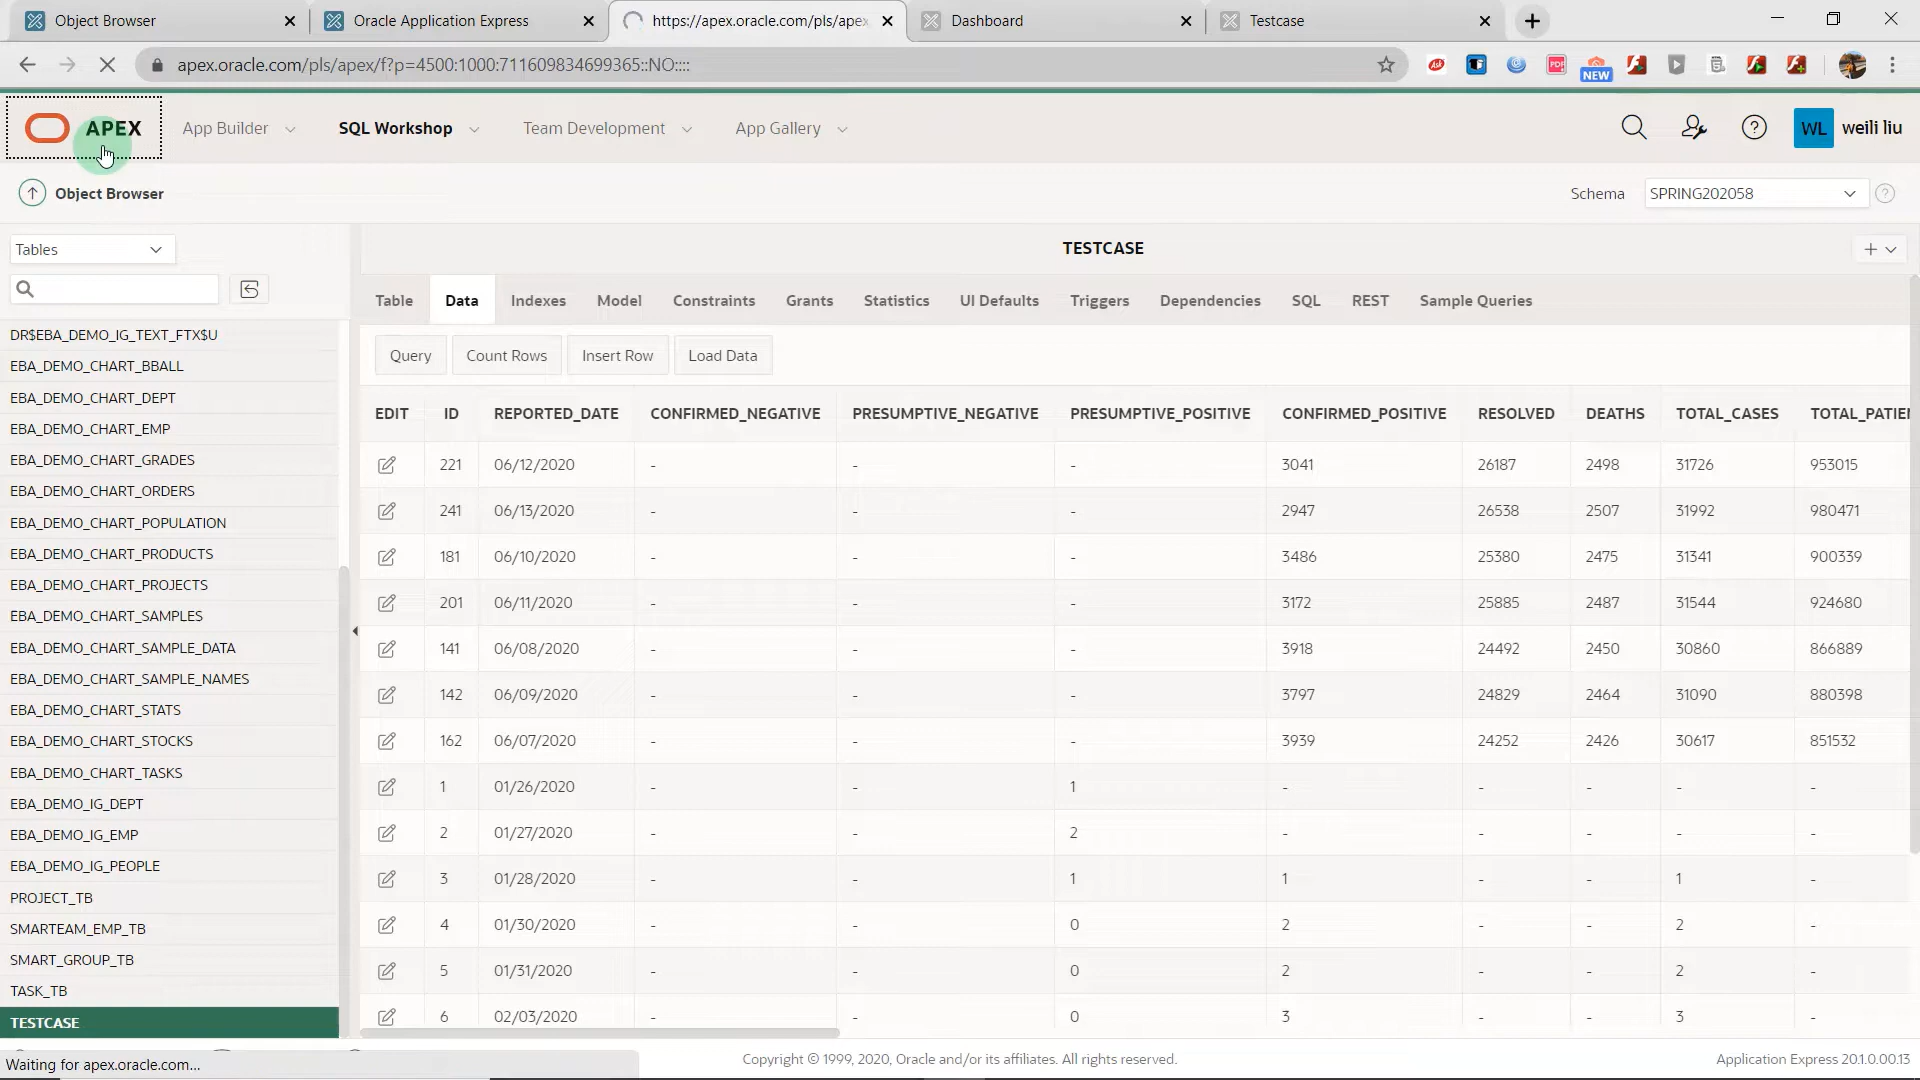 Object Browser
Oracle Application Express
https://apex.oracle.com/pls/apex
Dashboard
Testcase
apex.oracle.com/pls/apex/f?p=4500:1000:711609834699365::NO::::
Ask
PDF
NEW
APEX
App Builder
SQL Workshop
Team Development
App Gallery
WL
weili liu
Object Browser
Schema
SPRING202058
Tables
TESTCASE
Table Data Indexes Model Constraints Grants Statistics UI Defaults Triggers Dependencies SQL REST Sample Queries
Query Count Rows Insert Row Load Data
DR$EBA_DEMO_IG_TEXT_FTX$U
EBA_DEMO_CHART_BBALL
EBA_DEMO_CHART_DEPT
EBA_DEMO_CHART_EMP
EBA_DEMO_CHART_GRADES
EBA_DEMO_CHART_ORDERS
EBA_DEMO_CHART_POPULATION
EBA_DEMO_CHART_PRODUCTS
EBA_DEMO_CHART_PROJECTS
EBA_DEMO_CHART_SAMPLES
EBA_DEMO_CHART_SAMPLE_DATA
EBA_DEMO_CHART_SAMPLE_NAMES
EBA_DEMO_CHART_STATS
EBA_DEMO_CHART_STOCKS
EBA_DEMO_CHART_TASKS
EBA_DEMO_IG_DEPT
EBA_DEMO_IG_EMP
EBA_DEMO_IG_PEOPLE
PROJECT_TB
SMARTEAM_EMP_TB
SMART_GROUP_TB
TASK_TB
TESTCASE
EDIT ID REPORTED_DATE CONFIRMED_NEGATIVE PRESUMPTIVE_NEGATIVE PRESUMPTIVE_POSITIVE CONFIRMED_POSITIVE RESOLVED DEATHS TOTAL_CASES TOTAL_PATIEN
221 06/12/2020 - - - 3041 26187 2498 31726 953015
241 06/13/2020 - - - 2947 26538 2507 31992 980471
181 06/10/2020 - - - 3486 25380 2475 31341 900339
201 06/11/2020 - - - 3172 25885 2487 31544 924680
141 06/08/2020 - - - 3918 24492 2450 30860 866889
142 06/09/2020 - - - 3797 24829 2464 31090 880398
162 06/07/2020 - - - 3939 24252 2426 30617 851532
1 01/26/2020 - - 1 - - - - -
2 01/27/2020 - - 2 - - - - -
3 01/28/2020 - - 1 1 - - 1 -
4 01/30/2020 - - 0 2 - - 2 -
5 01/31/2020 - - 0 2 - - 2 -
6 02/03/2020 - - 0 3 - - 3 -
Waiting for apex.oracle.com...
Copyright © 1999, 2020, Oracle and/or its affiliates. All rights reserved.
Application Express 20.1.0.00.13